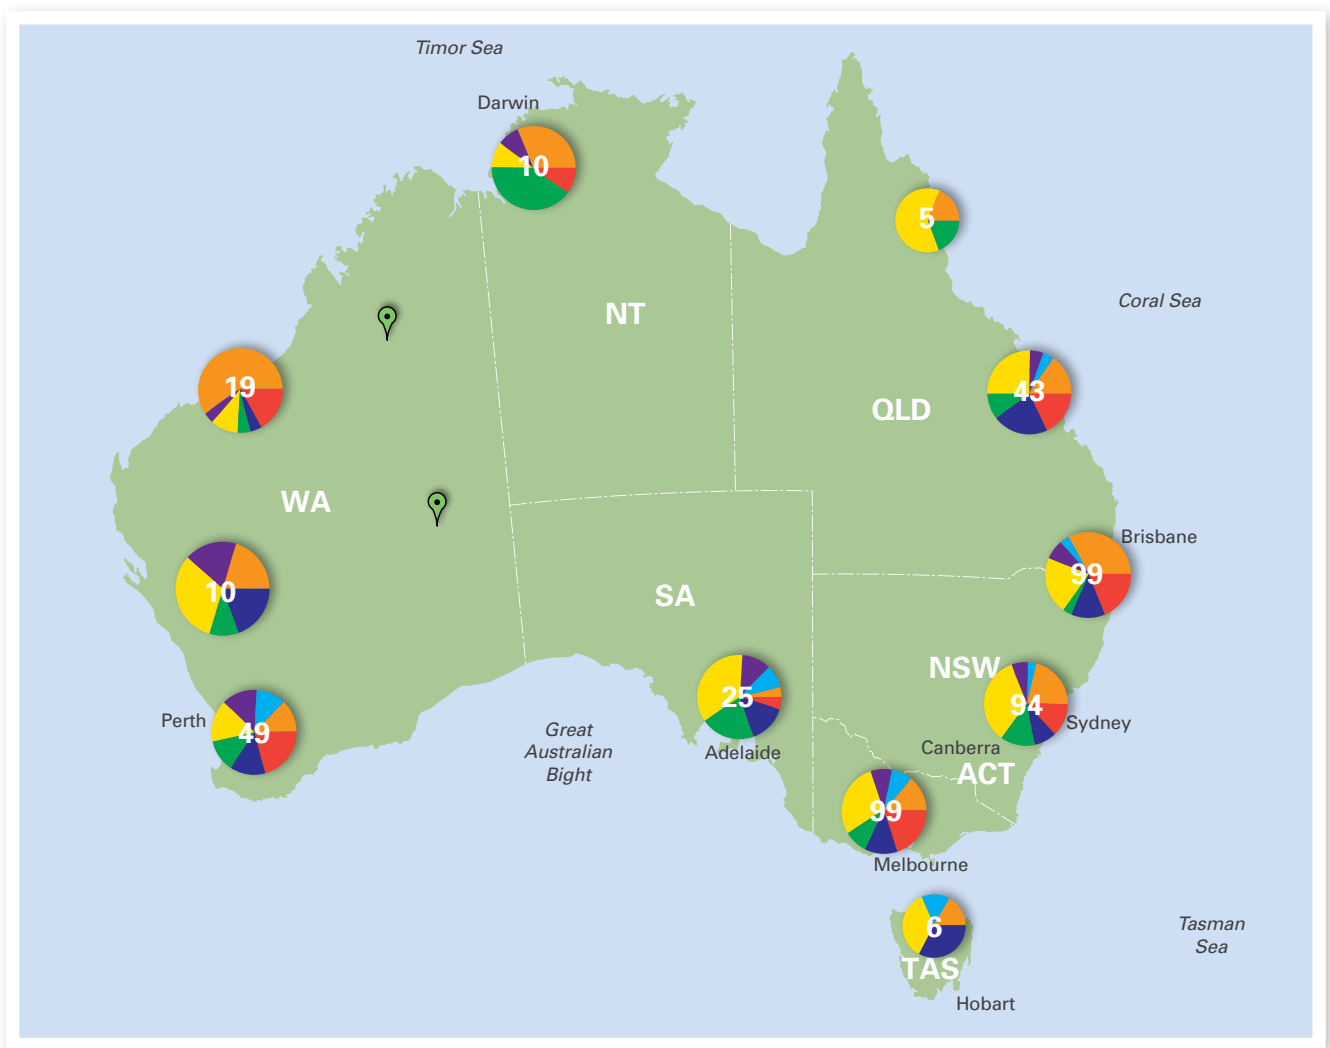 Timor Sea
Darwin
10
5
Coral Sea
NT
19
43
QLD
WA
Brisbane
99
10
SA
NSW
25
94
Perth
49
Sydney
Great
Australian
Bight
Adelaide
Canberra
ACT
99
Melbourne
6
Tasman
Sea
TAS
Hobart